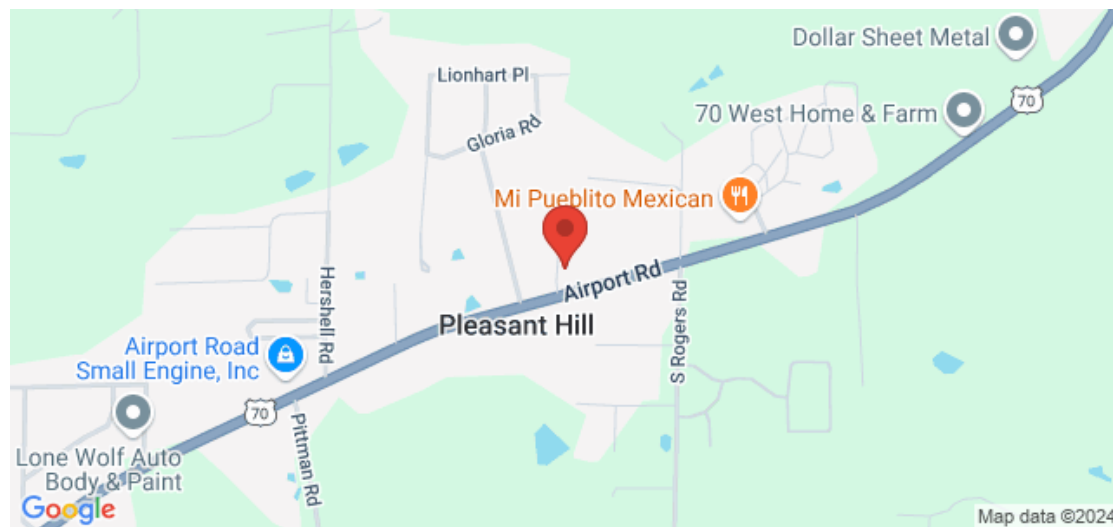 Dollar Sheet Metal
Lionhart Pl
70
70 West Home & Farm
Gloria Rd
Mi Pueblito Mexican
Airport Rd
Hershell Rd
S Rogers Rd
Pleasant Hill
Airport Road
Small Engine, Inc
70
Pittman Rd
Lone Wolf Auto
Body & Paint
Google
Map data ©2024